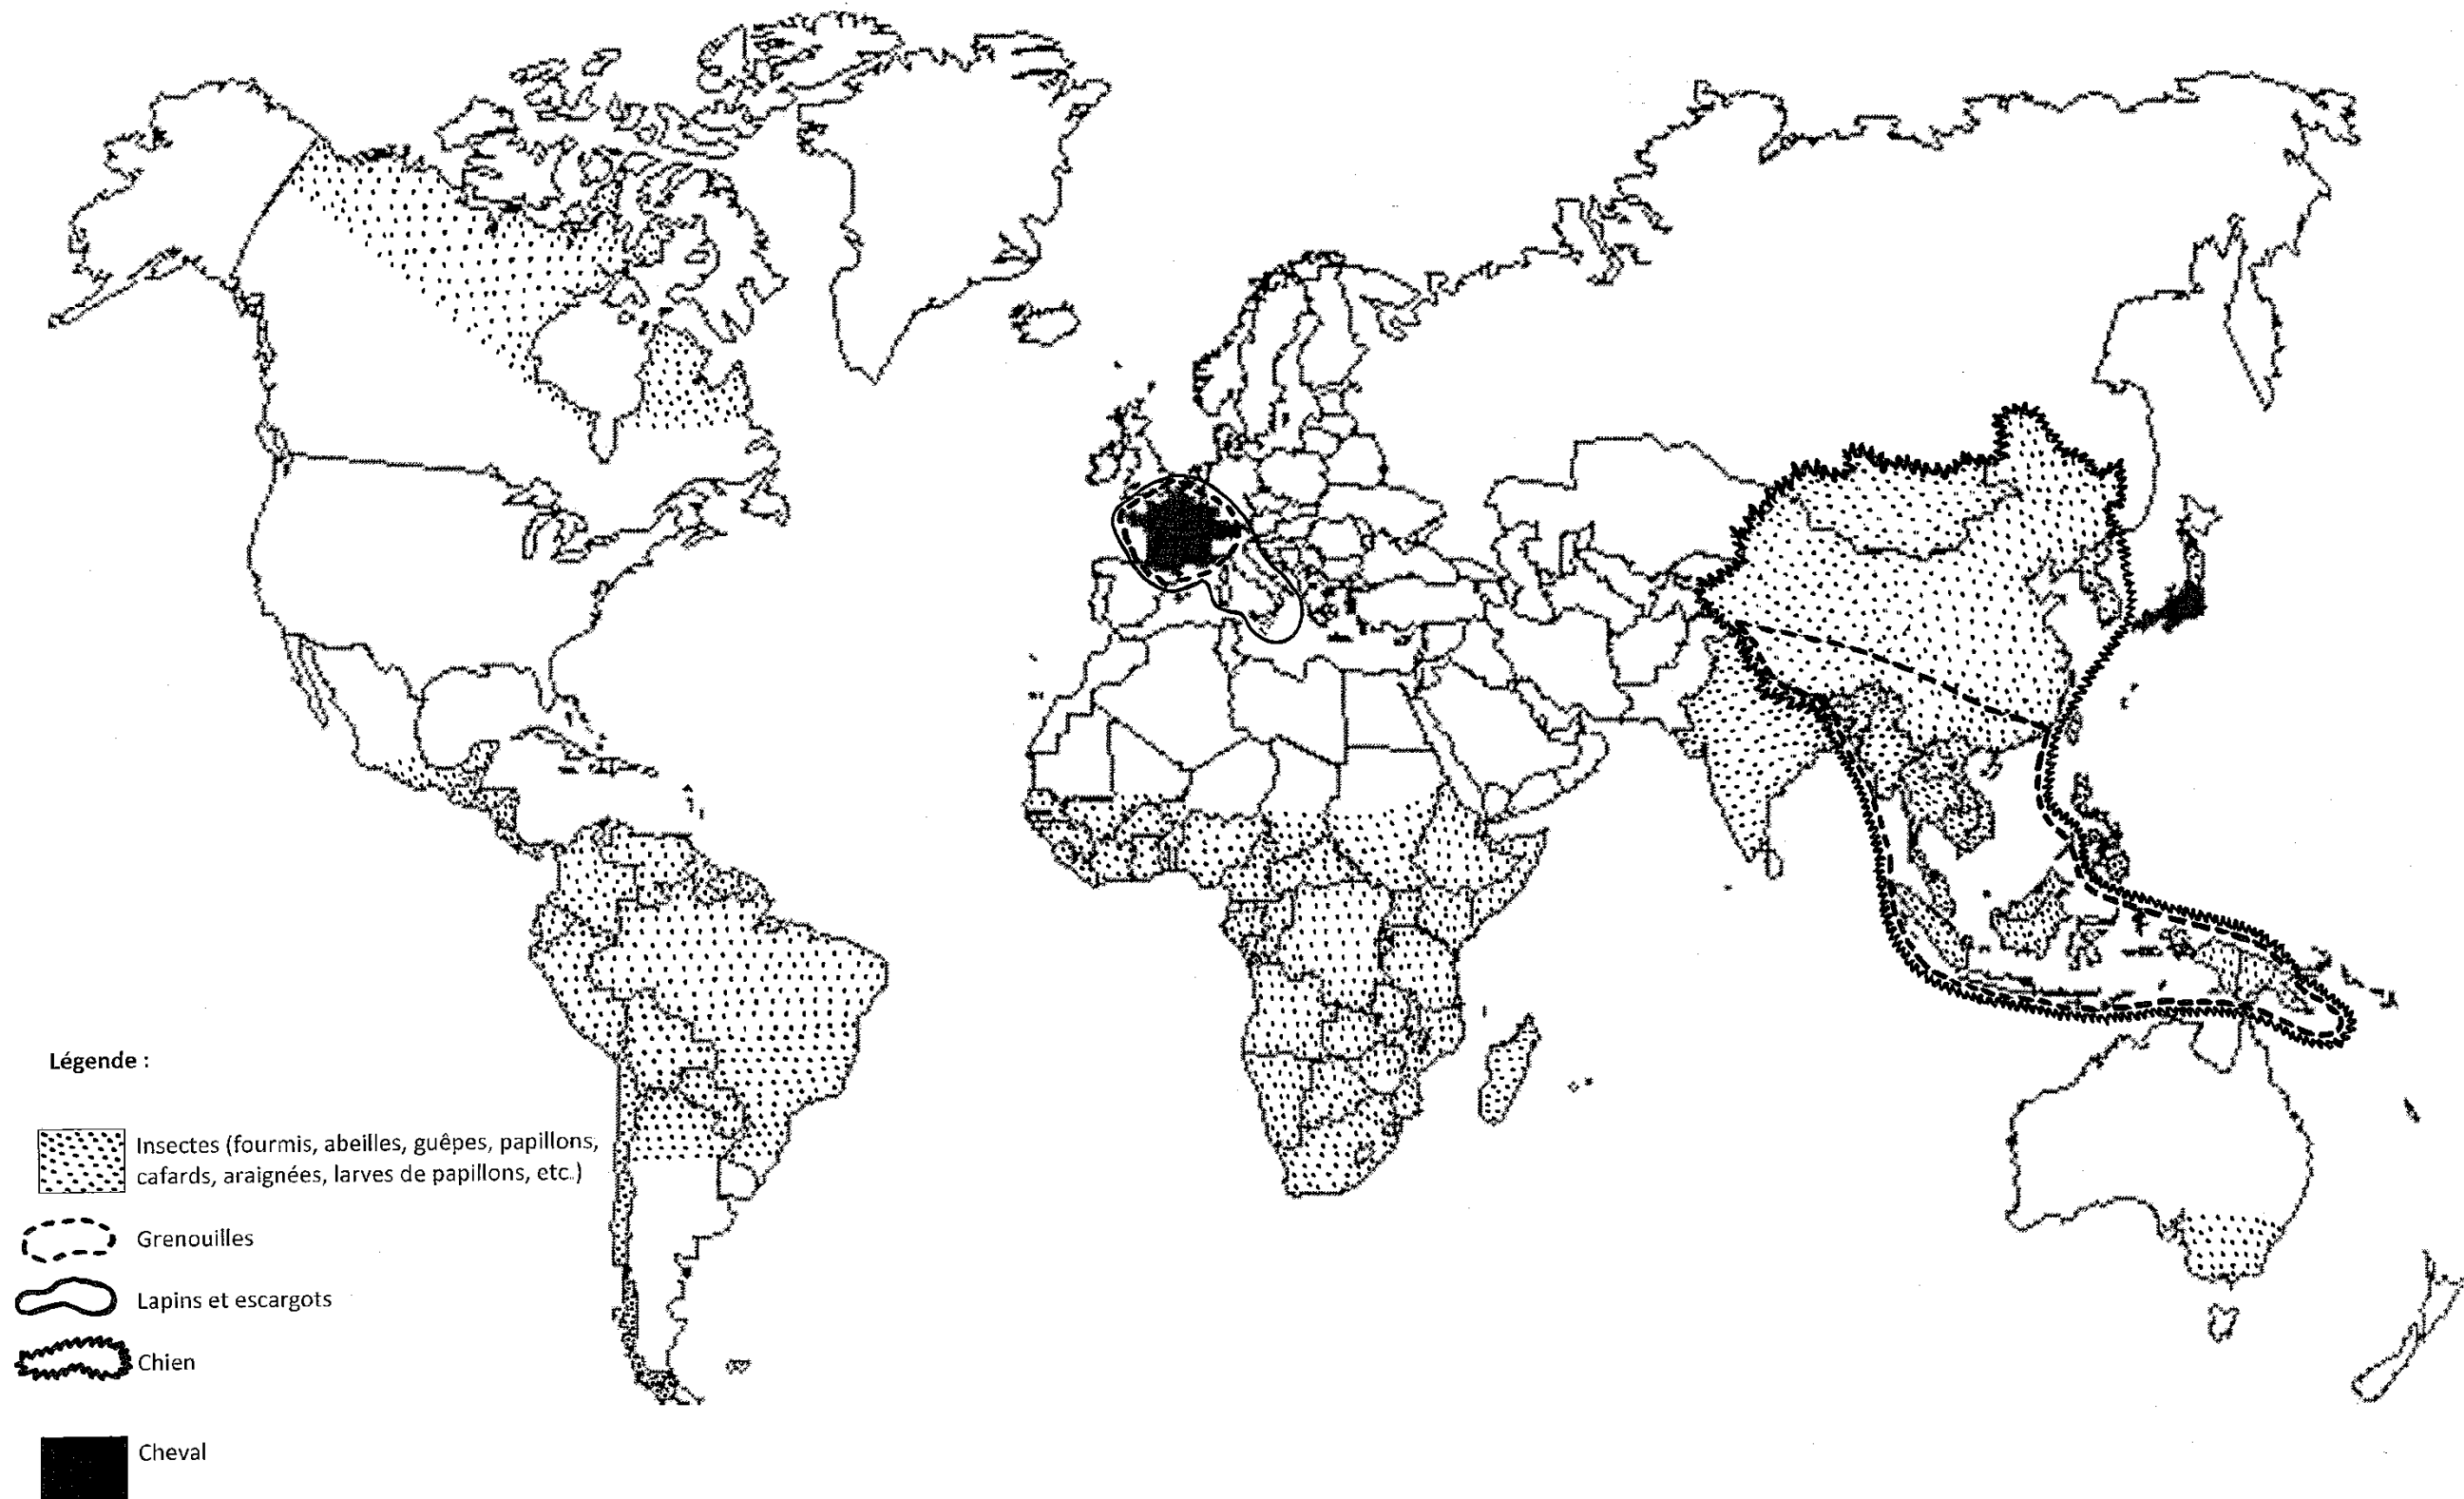 Légende :
Insectes (fourmis, abeilles, guêpes, papillons,
cafards, araignées, larves de papillons, etc.)
Grenouilles
Lapins et escargots
Chien
Cheval